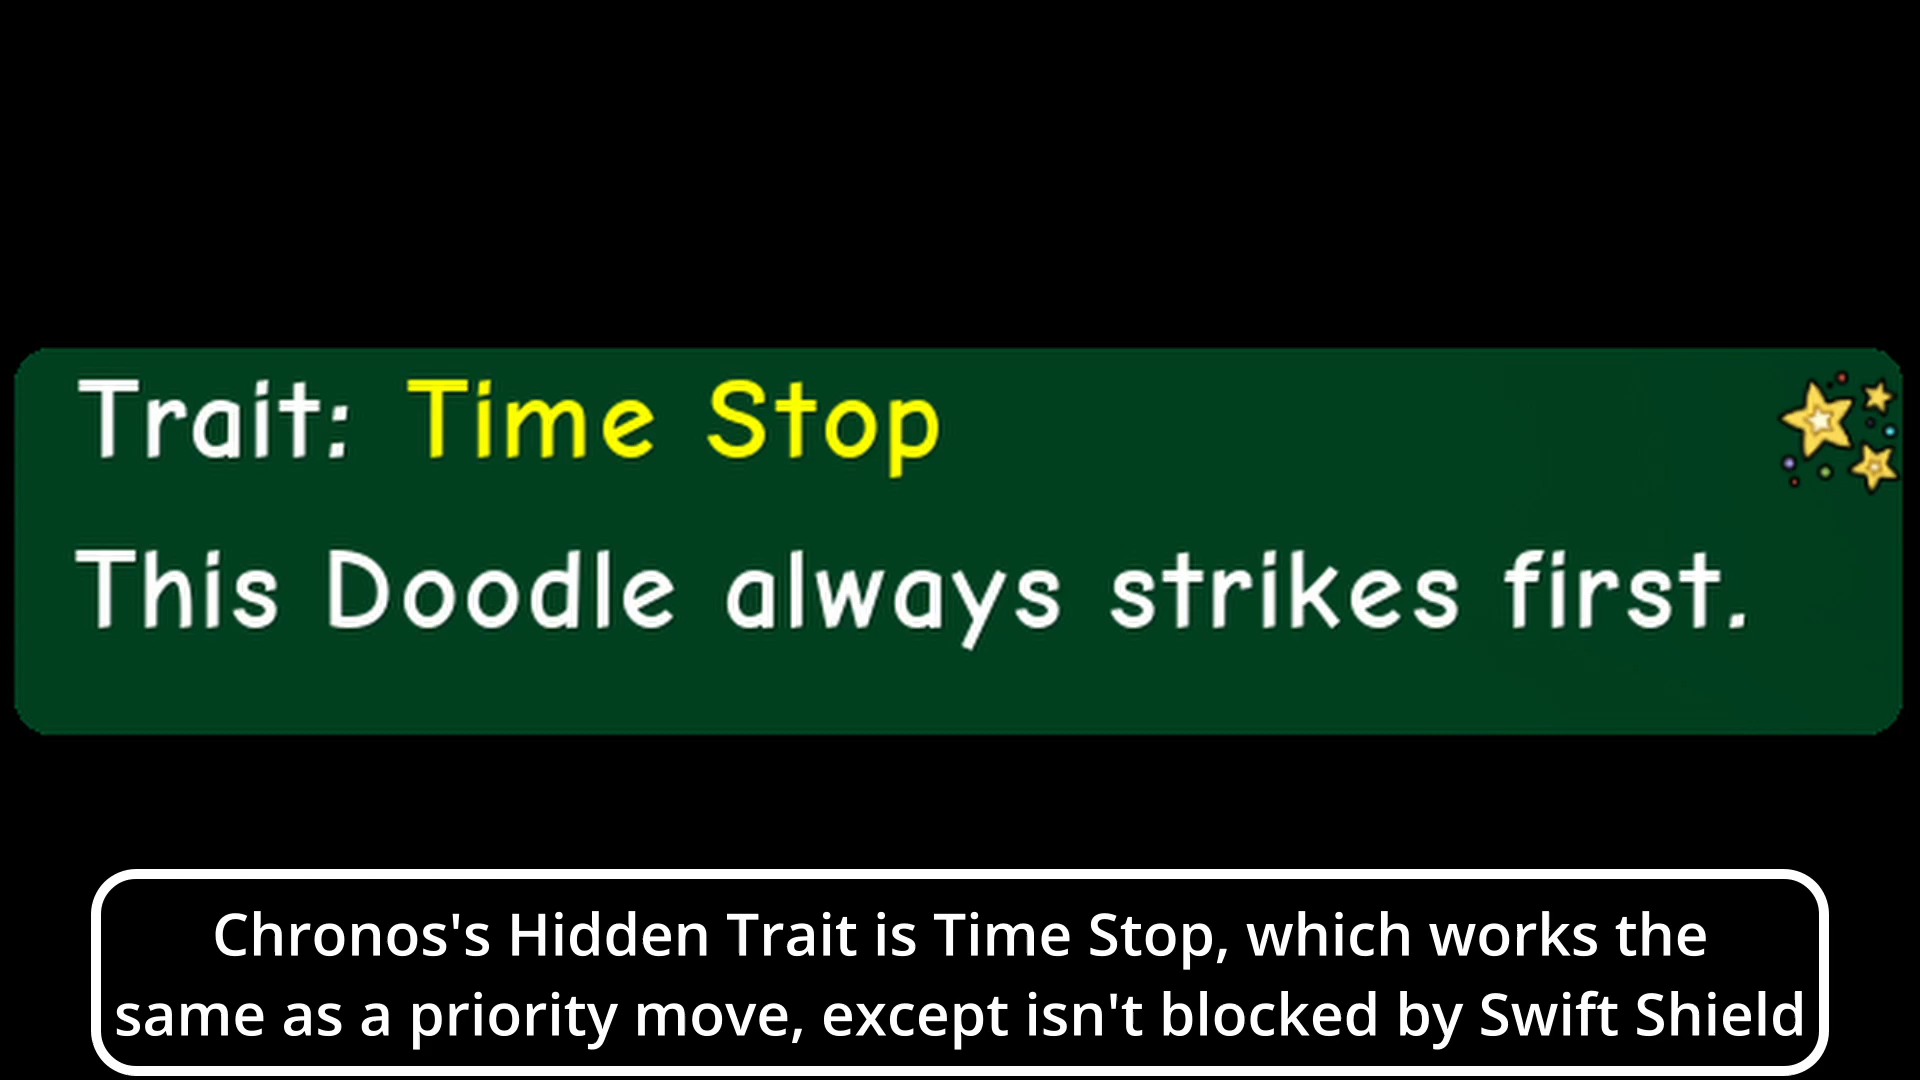 Trait: Time Stop
This Doodle always strikes first.
Chronos's Hidden Trait is Time Stop, which works the
same as a priority move, except isn't blocked by Swift Shield